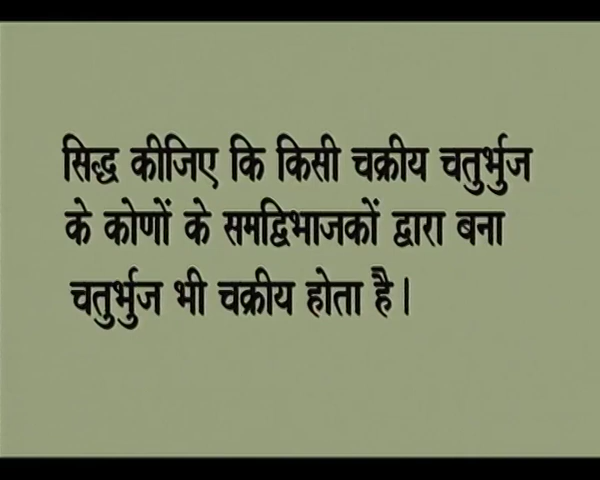 सिद्ध कीजिए कि किसी चक्रीय चतुर्भुज
के कोणों के समद्विभाजकों द्वारा बना
चतुर्भुज भी चक्रीय होता है।